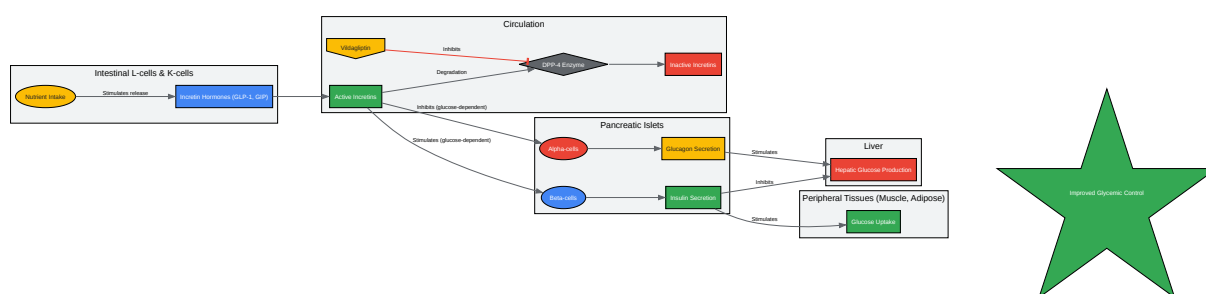 Circulation
Vildagliptin
Inhibits
DPP-4 Enzyme
Inactive Incretins
Degradation
Intestinal L-cells & K-cells
Nutrient Intake
Stimulates release
Incretin Hormones (GLP-1, GIP)
Active Incretins
Inhibits (glucose-dependent)
Stimulates (glucose-dependent)
Pancreatic Islets
Alpha-cells
Glucagon Secretion
Stimulates
Beta-cells
Insulin Secretion
Inhibits
Stimulates
Liver
Hepatic Glucose Production
Peripheral Tissues (Muscle, Adipose)
Glucose Uptake
Improved Glycemic Control